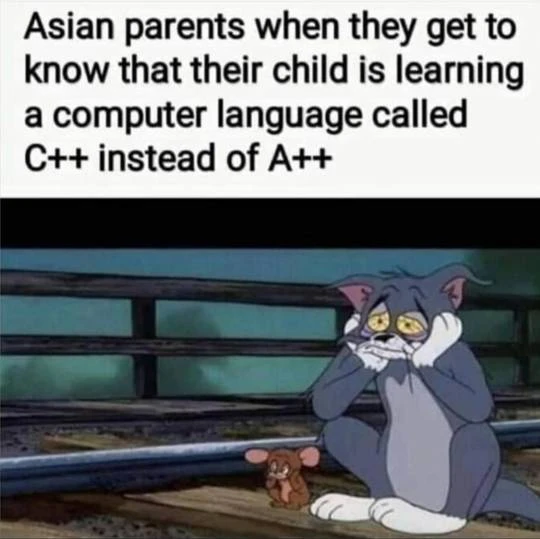 Asian parents when they get to
know that their child is learning
a computer language called
C++ instead of A++